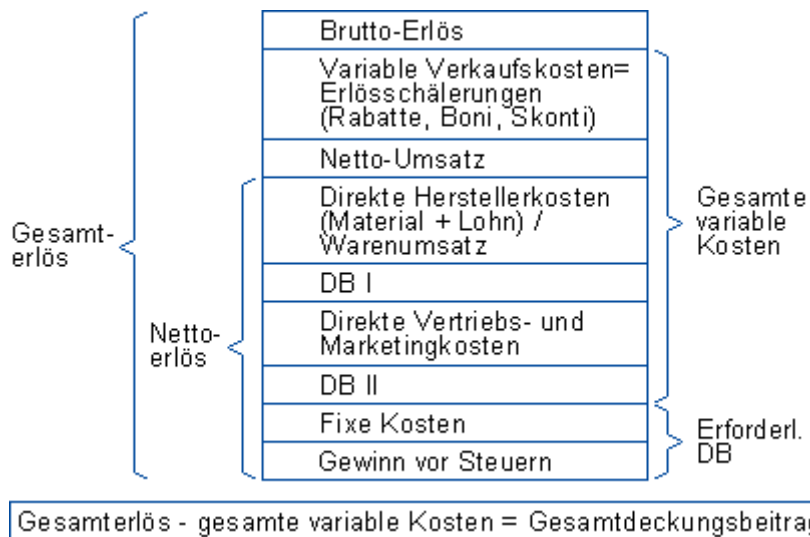 Brutto-Erlös
Variable Verkaufskosten=
Erlösschälerungen
(Rabatte, Boni, Skonti)
Netto-Umsatz
Direkte Herstellerkosten
(Material + Lohn) /
Warenumsatz
DB I
Direkte Vertriebs- und
Marketingkosten
DB II
Fixe Kosten
Gewinn vor Steuern
Gesamt-
erlös
Netto-
erlös
Gesamte
variable
Kosten
Erforderl.
DB
Gesamterlös - gesamte variable Kosten = Gesamtdeckungsbeitrag